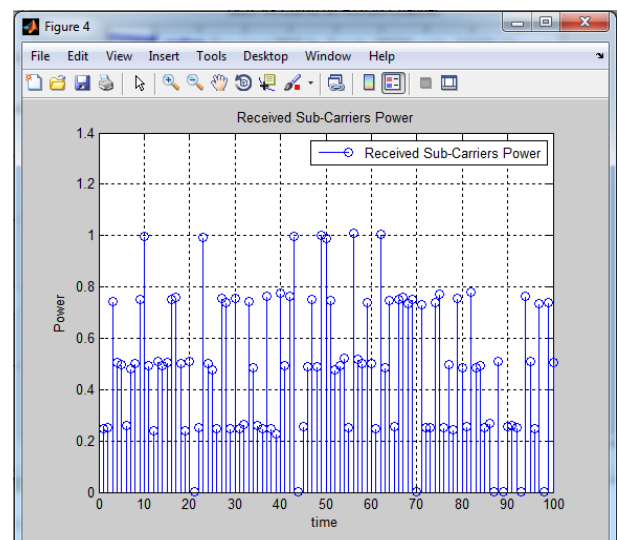 Figure 4
File Edit View Insert Tools Desktop Window Help
Received Sub-Carriers Power
Received Sub-Carriers Power
1.4
1.2
1
0.8
0.6
0.4
0.2
0
Power
0 10 20 30 40 50 60 70 80 90 100
time